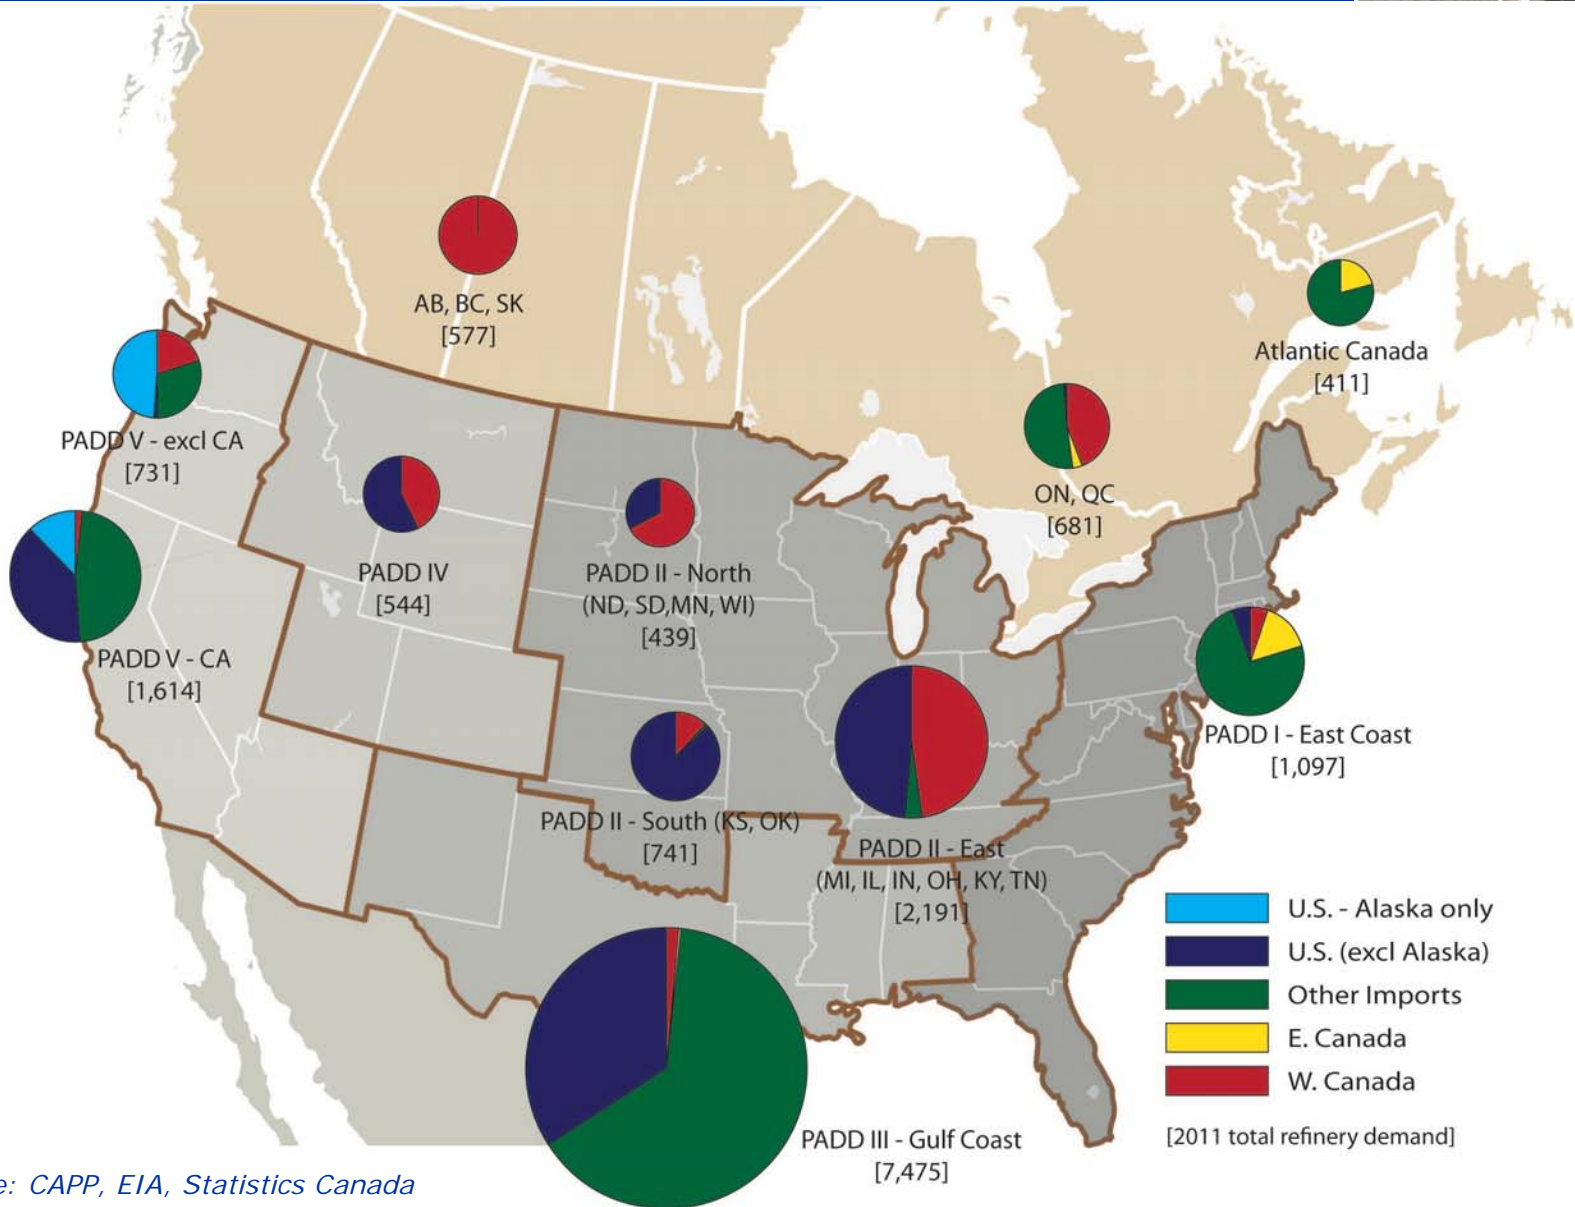 AB, BC, SK
[577]
Atlantic Canada
[411]
PADD V - excl CA
[731]
ON, QC
[681]
PADD IV
[544]
PADD II - North
(ND, SD,MN, WI)
[439]
PADD V - CA
[1,614]
PADD I - East Coast
[1,097]
PADD II - South (KS, OK)
[741]
PADD II - East
(MI, IL, IN, OH, KY, TN)
[2,191]
U.S. - Alaska only
U.S. (excl Alaska)
Other Imports
E. Canada
W. Canada
[2011 total refinery demand]
PADD III - Gulf Coast
[7,475]
e: CAPP, EIA, Statistics Canada